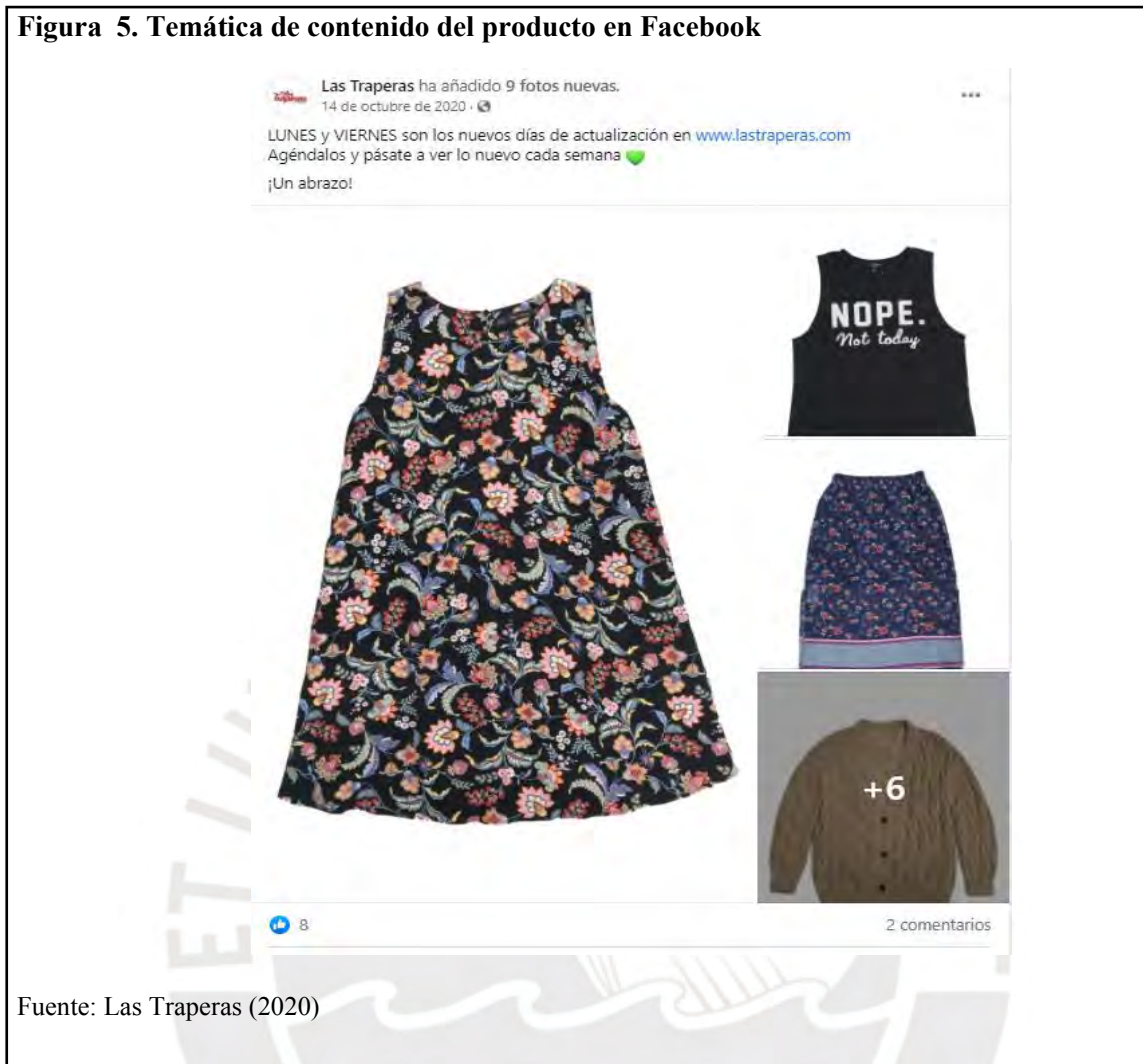 Figura 5. Temática de contenido del producto en Facebook
Las Traperas ha añadido 9 fotos nuevas.
14 de octubre de 2020
LUNES y VIERNES son los nuevos días de actualización en www.lastraperas.com
Agéndalos y pásate a ver lo nuevo cada semana
¡Un abrazo!
NOPE.
Not today
+6
8
2 comentarios
ET LU
Fuente: Las Traperas (2020)